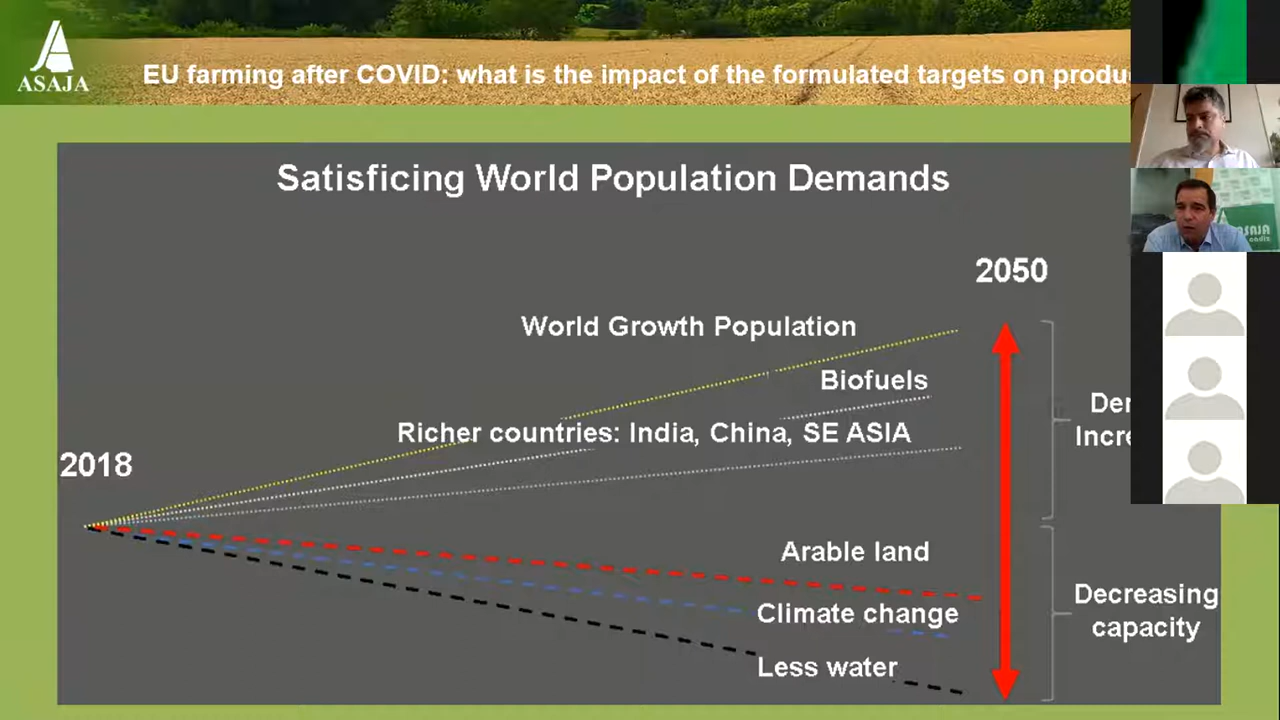 ASAJA
EU farming after COVID: what is the impact of the formulated targets on
Satisficing World Population Demands
2050
World Growth Population
Biofuels
Richer countries: India, China, SE ASIA
2018
Arable land
Climate change
Less water
Decreasing
capacity
ASAJA